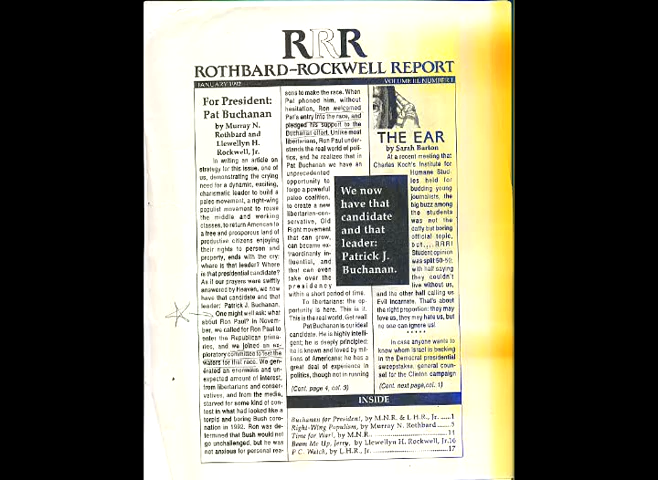 RRR
ROTHBARD-ROCKWELL REPORT
JANUARY 1992
VOLUME III, NUMBER 1
For President:
Pat Buchanan
by Murray N.
Rothbard and
Llewellyn H.
Rockwell, Jr.
In writing an article on
strategy for this issue, one of
us, demonstrating the crying
need for a dynamic, exciting,
charismatic leader to build a
paleo movement, a right-wing
populist movement to rouse
the middle and working
classes, to return American to
a free and prosperous land of
productive citizens enjoying
their rights to person and
property, ends with the cry:
where is that leader? Where
is that presidential candidate?
As if our prayers were swiftly
answered by Heaven, we now
have that candidate and that
leader: Patrick J. Buchanan.
One might well ask: what
about Ron Paul? In Novem-
ber, we called for Ron Paul to
enter the Republican prima-
ries, and we joined an ex-
ploratory committee to test the
waters for that race. We gen-
erated an enormous and un-
expected amount of interest,
from libertarians and conser-
vatives, and from the media,
starved for some kind of con-
test in what had looked like a
torpid and boring Bush coro-
nation in 1992. Ron was de-
termined that Bush would not
go unchallenged, but he was
not anxious for personal rea-
sons to make the race. When
Pat phoned him, without
hesitation, Ron welcomed
Pat's entry into the race, and
pledged his support to the
Buchanan effort. Unlike most
libertarians, Ron Paul under-
stands the real world of poli-
tics, and he realizes that in
Pat Buchanan we have an
unprecedented
opportunity to
forge a powerful
paleo coalition,
to create a new
libertarian-con-
servative, Old
Right movement
that can grow,
can become ex-
traordinarily in-
fluential, and
that can even
take over the
presidency
within a short period of time.
To libertarians: the op-
portunity is here. This is it.
This is the real world. Get real!
Pat Buchanan is our ideal
candidate. He is highly intelli-
gent; he is deeply principled;
he is known and loved by mil-
lions of Americans; he has a
great deal of experience in
politics, though not in running
(Cont. page 4, col. 3)
We now
have that
candidate
and that
leader:
Patrick J.
Buchanan.
THE EAR
by Sarah Barton
At a recent meeting that
Charles Koch's Institute for
Humane Stud-
ies held for
budding young
journalists, the
big buzz among
the students
was not the
daffy but boring
official topic,
but.... RRR!
Student opinion
was split 50-50,
with half saying
they couldn't
live without us,
and the other half calling us
Evil Incarnate. That's about
the right proportion: they may
love us, they may hate us, but
no one can ignore us!
*****
In case anyone wants to
know whom Israel is backing
in the Democratic presidential
sweepstakes, general coun-
sel for the Clinton campaign
(Cont. next page, col. 1)
INSIDE
Buchanan for President, by M.N.R. & L.H.R., Jr. ....1
Right-Wing Populism, by Murray N. Rothbard ....5
Time for War!, by M.N.R. ....14
Beam Me Up, Jerry, by Llewellyn H. Rockwell, Jr.16
P.C. Watch, by L.H.R., Jr. ....17